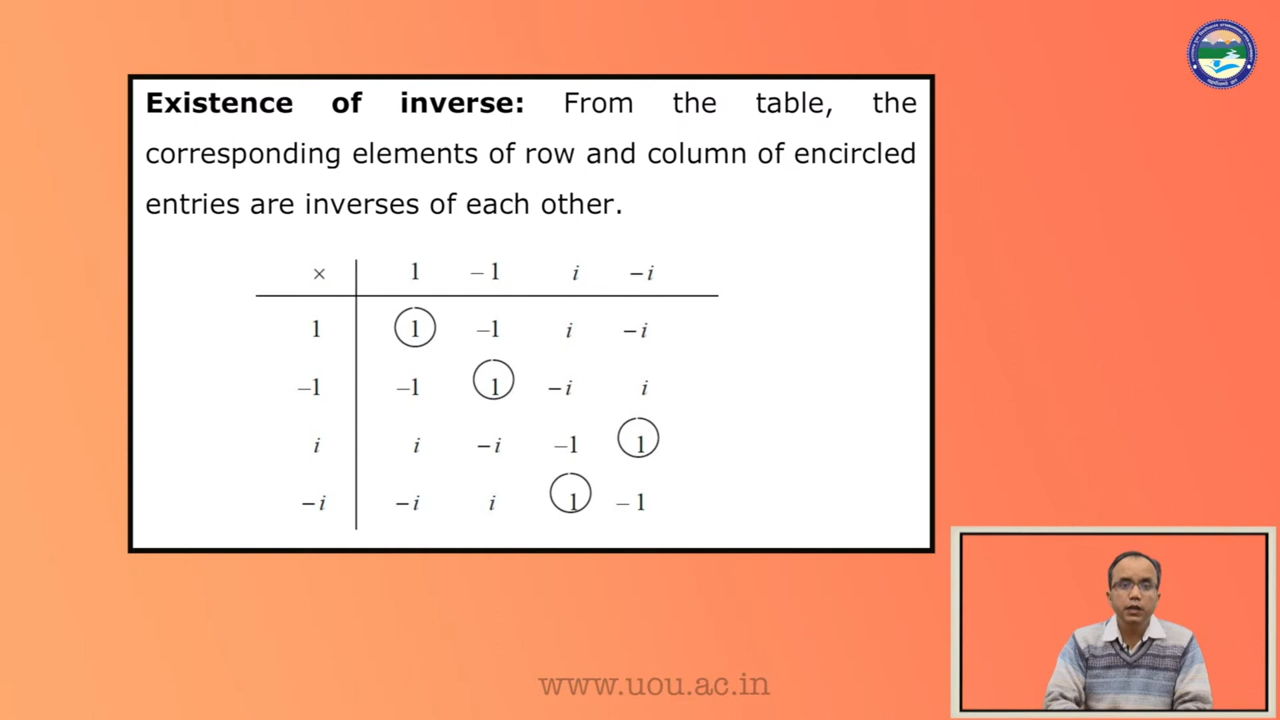 Existence of inverse: From the table, the
corresponding elements of row and column of encircled
entries are inverses of each other.
× 1 – 1 i – i
1 1 –1 i – i
–1 –1 1 – i i
i i – i –1 1
– i – i i 1 – 1
www.uou.ac.in